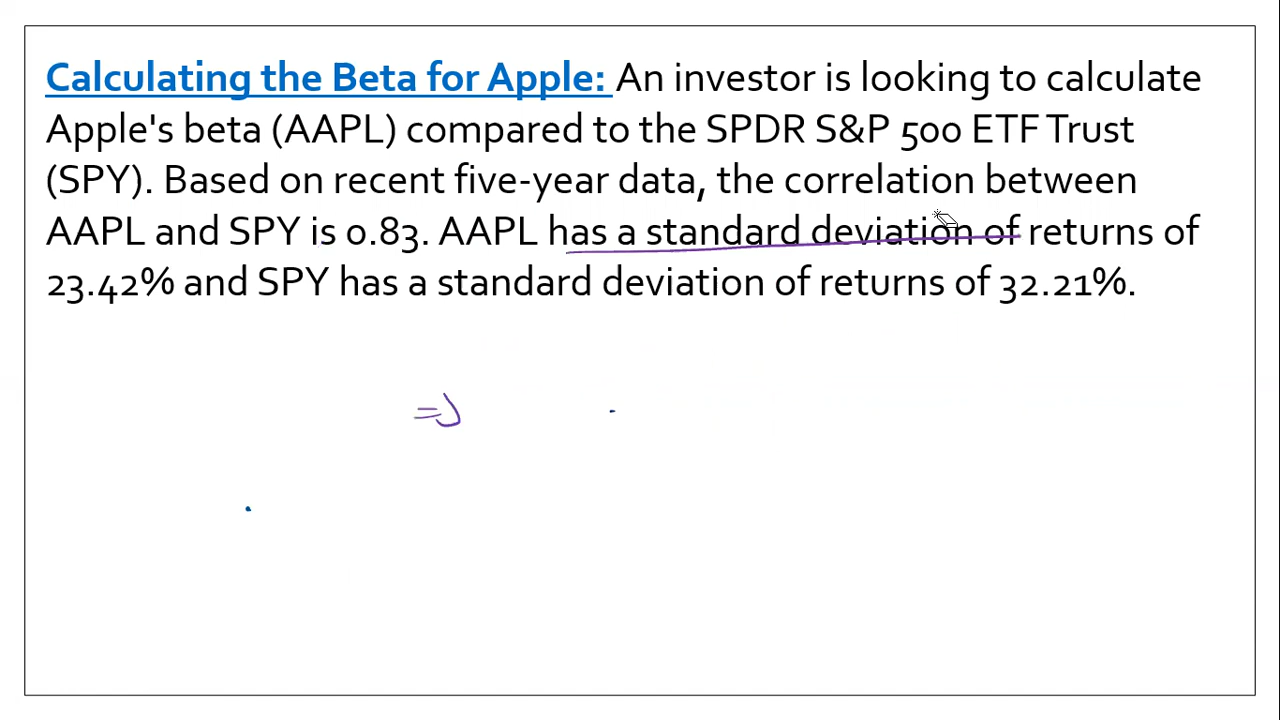 Calculating the Beta for Apple: An investor is looking to calculate
Apple's beta (AAPL) compared to the SPDR S&P 500 ETF Trust
(SPY). Based on recent five-year data, the correlation between
AAPL and SPY is 0.83. AAPL has a standard deviation of returns of
23.42% and SPY has a standard deviation of returns of 32.21%.